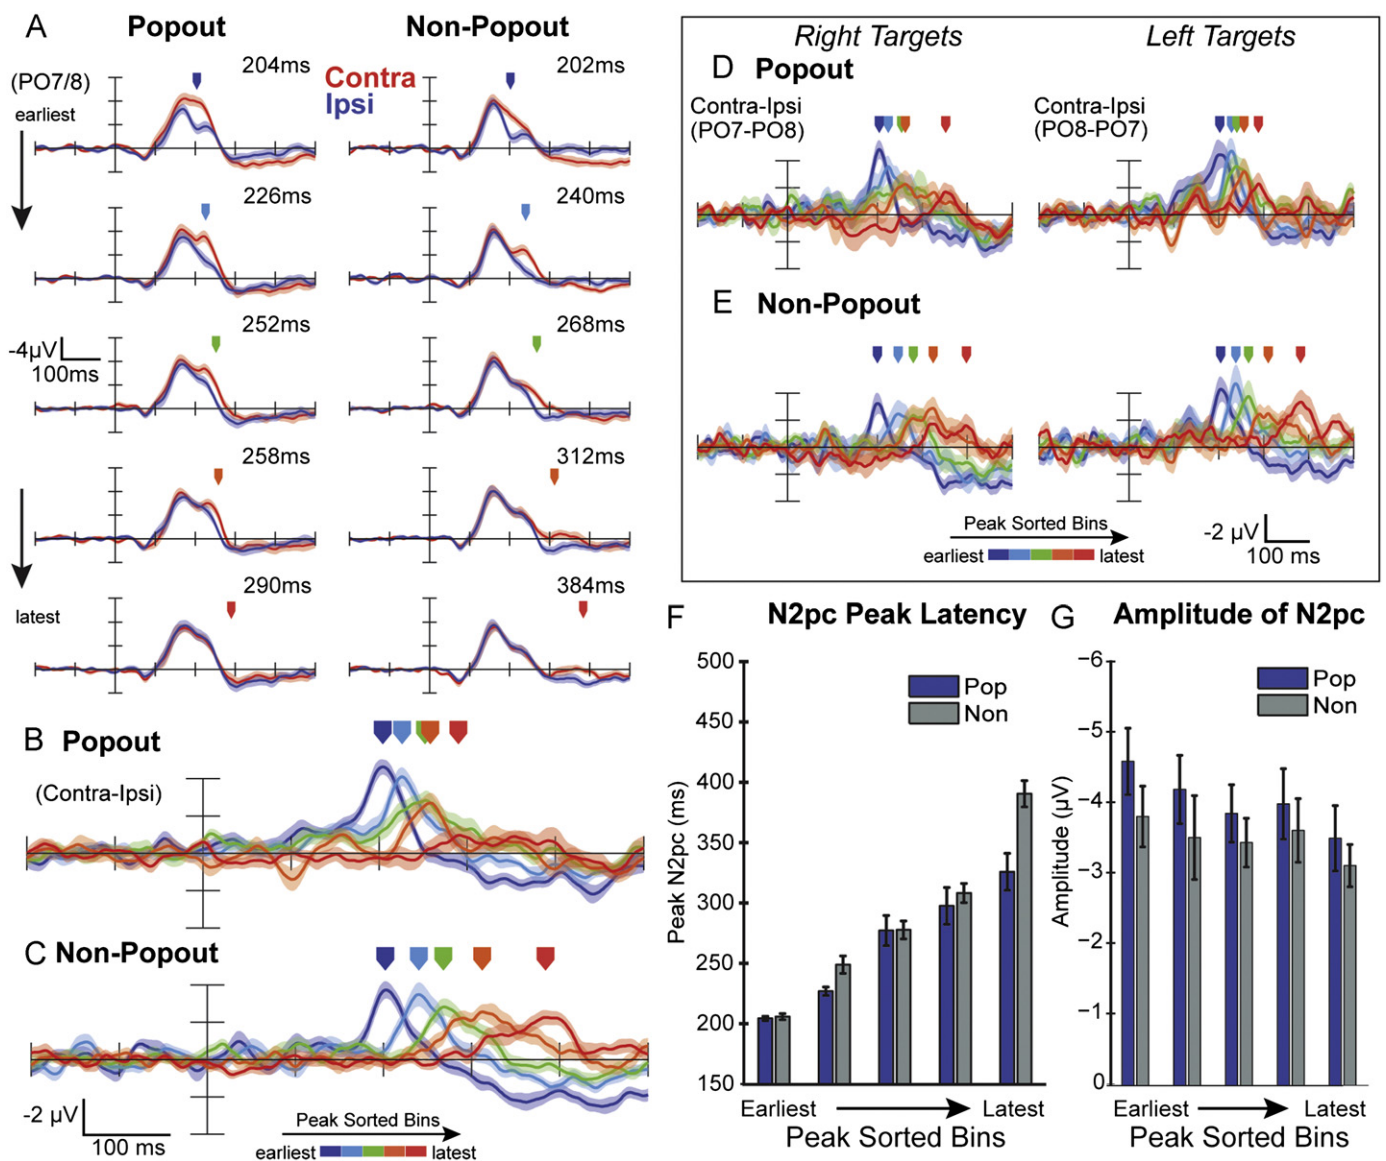 A
Popout
Non-Popout
(PO7/8)
earliest
latest
Contra
Ipsi
204ms
202ms
226ms
240ms
252ms
268ms
-4μV
100ms
258ms
312ms
290ms
384ms
B Popout
(Contra-Ipsi)
C Non-Popout
-2 μV
100 ms
Peak Sorted Bins
earliest
latest
Right Targets
Left Targets
D Popout
Contra-Ipsi
(PO7-PO8)
Contra-Ipsi
(PO8-PO7)
E Non-Popout
Peak Sorted Bins
earliest
latest
-2 μV
100 ms
F N2pc Peak Latency
Pop
Non
Peak N2pc (ms)
500
450
400
350
300
250
200
150
Earliest
Latest
Peak Sorted Bins
G Amplitude of N2pc
Pop
Non
Amplitude (μV)
−6
−5
−4
−3
−2
−1
0
Earliest
Latest
Peak Sorted Bins